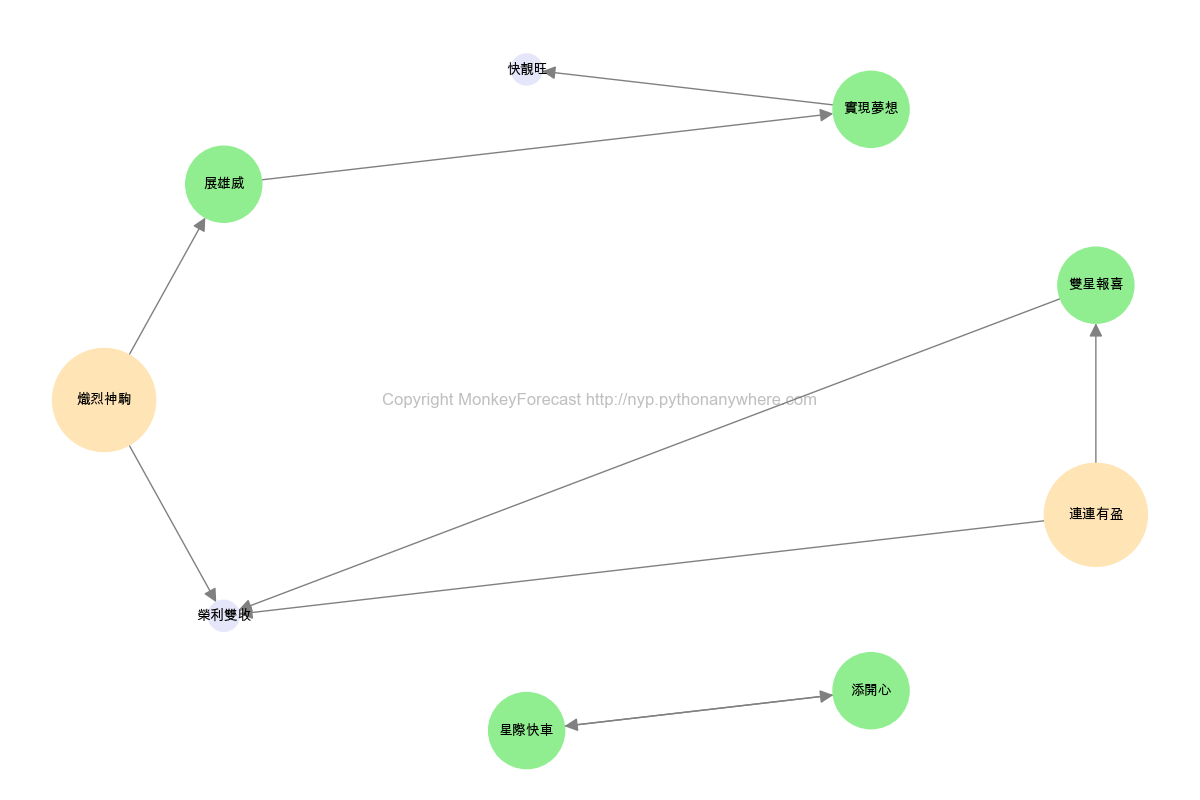 快靚旺
實現夢想
展雄威
雙星報喜
熾烈神駒
Copyright MonkeyForecast http://nyp.pythonanywhere.com
連連有盈
榮利雙收
添開心
星際快車